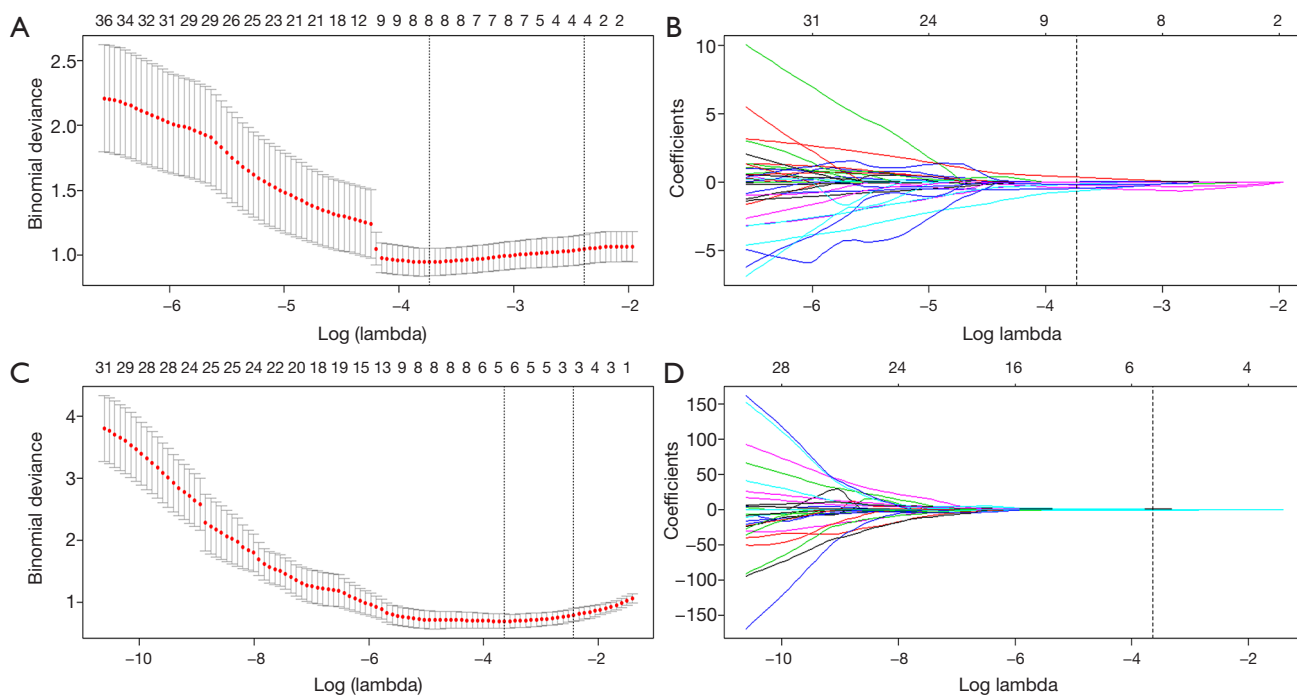 A
36 34 32 31 29 29 26 25 23 21 21 18 12 9 9 8 8 8 7 7 8 7 5 4 4 4 2 2
Binomial deviance
2.5
2.0
1.5
1.0
−6 −5 −4 −3 −2
Log (lambda)
B
31 24 9 8 2
Coefficients
10
5
0
−5
−6 −5 −4 −3 −2
Log lambda
C
31 29 28 28 24 25 25 24 22 20 18 19 15 13 9 8 8 8 8 6 5 6 5 5 3 3 4 3 1
Binomial deviance
4
3
2
1
−10 −8 −6 −4 −2
Log (lambda)
D
28 24 16 6 4
Coefficients
150
100
50
0
−50
−100
−150
−10 −8 −6 −4 −2
Log lambda